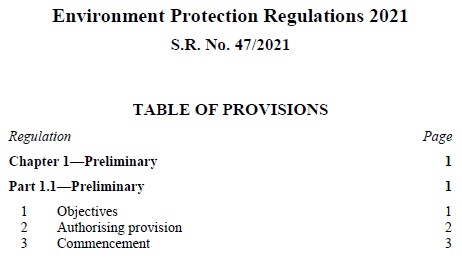 Environment Protection Regulations 2021
S.R. No. 47/2021
TABLE OF PROVISIONS
Regulation Page
Chapter 1—Preliminary 1
Part 1.1—Preliminary 1
1 Objectives 1
2 Authorising provision 2
3 Commencement 3